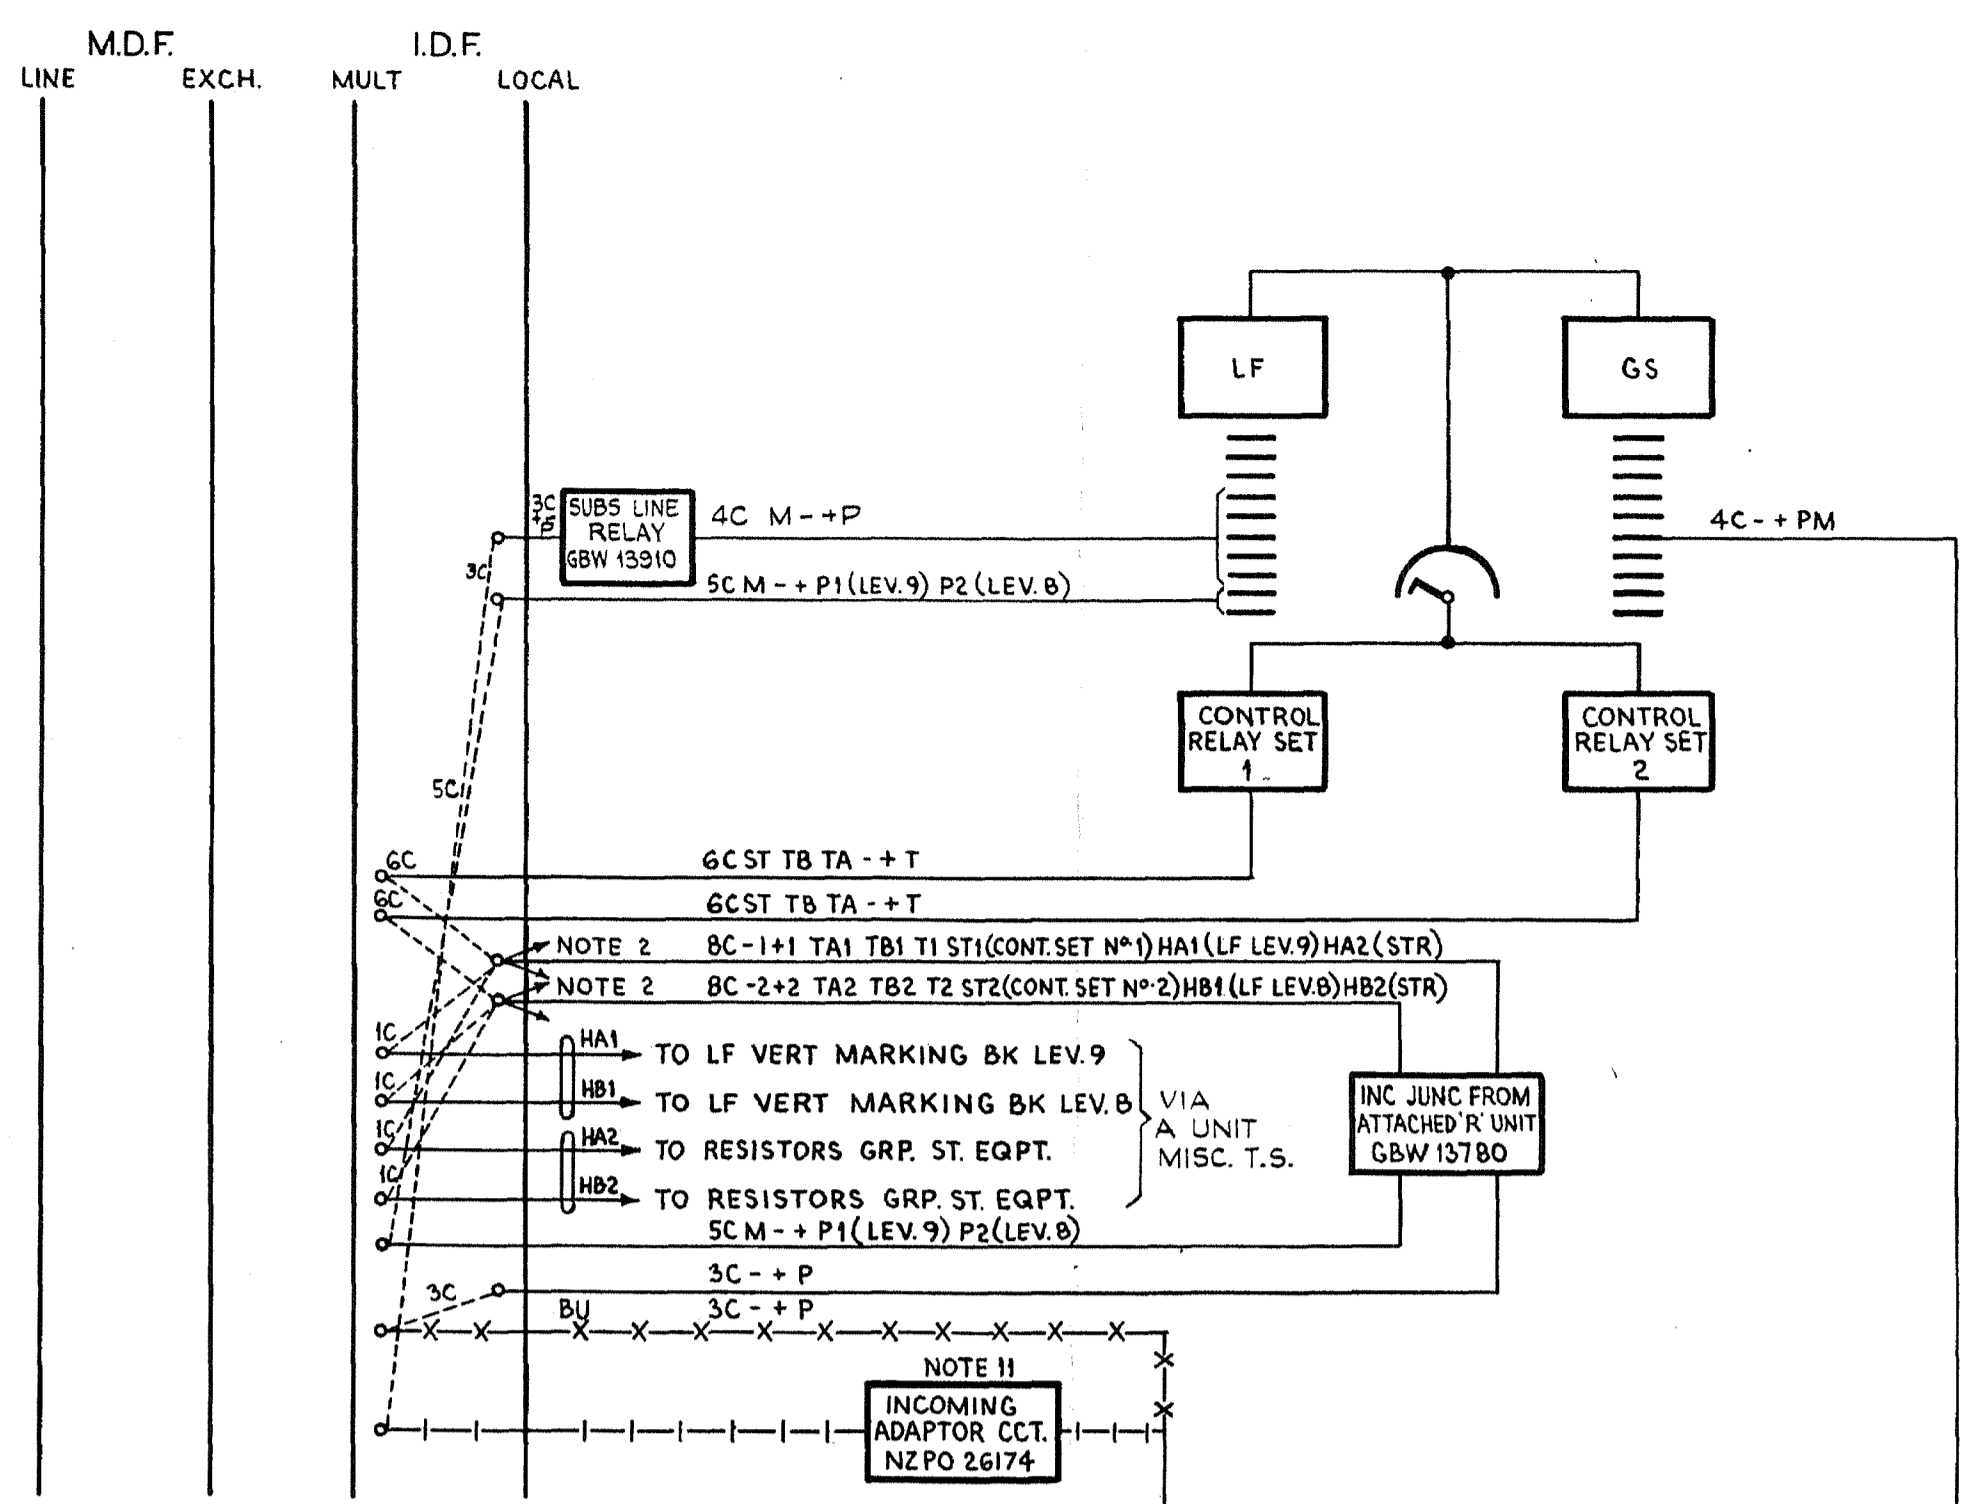 M.D.F.
I.D.F.
LINE
EXCH.
MULT
LOCAL
LF
GS
3C
+ -
P
SUBS LINE
RELAY
GBW 13910
4C M - + P
4C - + PM
3C
5C M - + P1 (LEV. 9) P2 (LEV. 8)
CONTROL
RELAY SET
1
CONTROL
RELAY SET
2
5C
6C
6C ST TB TA - + T
6C
6C ST TB TA - + T
NOTE 2
8C -1+1 TA1 TB1 T1 ST1 (CONT. SET No. 1) HA1 (LF LEV. 9) HA2 (STR)
NOTE 2
8C -2+2 TA2 TB2 T2 ST2 (CONT. SET No. 2) HB1 (LF LEV. 8) HB2 (STR)
1C
HA1
TO LF VERT MARKING BK LEV. 9
1C
HB1
TO LF VERT MARKING BK LEV. 8
1C
HA2
TO RESISTORS GRP. ST. EQPT.
1C
HB2
TO RESISTORS GRP. ST. EQPT.
VIA
A UNIT
MISC. T.S.
INC JUNC FROM
ATTACHED 'R' UNIT
GBW 13780
5C M - + P1 (LEV. 9) P2 (LEV. 8)
3C - + P
3C
BU
3C - + P
NOTE 11
INCOMING
ADAPTOR CCT.
NZPO 26174